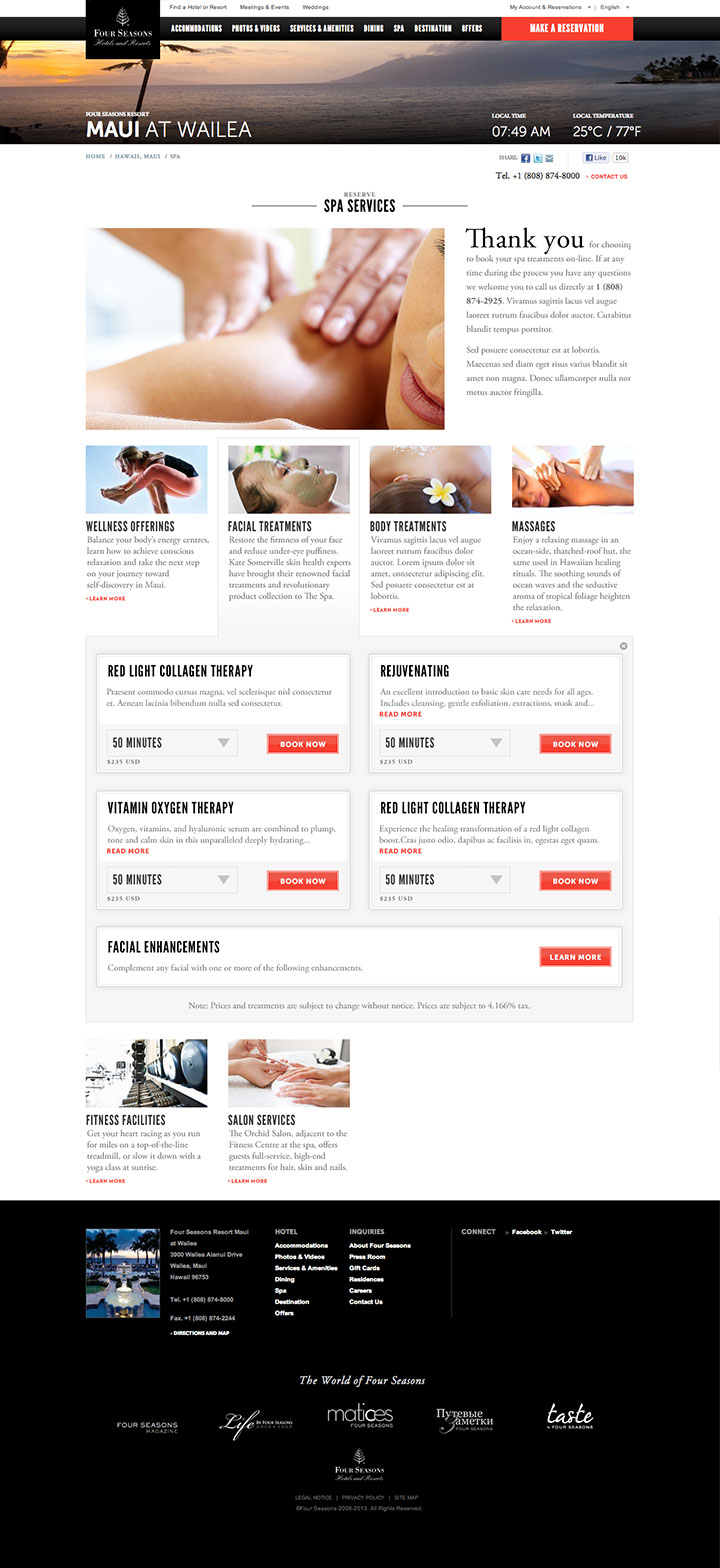 Find a Hotel or Resort Meetings & Events Weddings My Account & Reservations | English
FOUR SEASONS
Hotels and Resorts
ACCOMMODATIONS PHOTOS & VIDEOS SERVICES & AMENITIES DINING SPA DESTINATION OFFERS MAKE A RESERVATION
FOUR SEASONS RESORT
MAUI AT WAILEA
LOCAL TIME
07:49 AM
LOCAL TEMPERATURE
25°C / 77°F
HOME / HAWAII, MAUI / SPA
SHARE: Like 10k
Tel. +1 (808) 874-8000 › CONTACT US
RESERVE
SPA SERVICES
Thank you for choosing
to book your spa treatments on-line. If at any
time during the process you have any questions
we welcome you to call us directly at 1 (808)
874-2925. Vivamus sagittis lacus vel augue
laoreet rutrum faucibus dolor auctor. Curabitur
blandit tempus porttitor.
Sed posuere consectetur est at lobortis.
Maecenas sed diam eget risus varius blandit sit
amet non magna. Donec ullamcorper nulla non
metus auctor fringilla.
WELLNESS OFFERINGS
Balance your body's energy centres,
learn how to achieve conscious
relaxation and take the next step
on your journey toward
self-discovery in Maui.
› LEARN MORE
FACIAL TREATMENTS
Restore the firmness of your face
and reduce under-eye puffiness.
Kate Somerville skin health experts
have brought their renowned facial
treatments and revolutionary
product collection to The Spa.
BODY TREATMENTS
Vivamus sagittis lacus vel augue
laoreet rutrum faucibus dolor
auctor. Lorem ipsum dolor sit
amet, consectetur adipiscing elit.
Sed posuere consectetur est at
lobortis.
› LEARN MORE
MASSAGES
Enjoy a relaxing massage in an
ocean-side, thatched-roof hut, the
same used in Hawaiian healing
rituals. The soothing sounds of
ocean waves and the seductive
aroma of tropical foliage heighten
the relaxation.
› LEARN MORE
RED LIGHT COLLAGEN THERAPY
Praesent commodo cursus magna, vel scelerisque nisl consectetur
et. Aenean lacinia bibendum nulla sed consectetur.
50 MINUTES BOOK NOW
$235 USD
REJUVENATING
An excellent introduction to basic skin care needs for all ages.
Includes cleansing, gentle exfoliation, extractions, mask and...
READ MORE
50 MINUTES BOOK NOW
$235 USD
VITAMIN OXYGEN THERAPY
Oxygen, vitamins, and hyaluronic serum are combined to plump,
tone and calm skin in this unparalleled deeply hydrating...
READ MORE
50 MINUTES BOOK NOW
$235 USD
RED LIGHT COLLAGEN THERAPY
Experience the healing transformation of a red light collagen
boost.Cras justo odio, dapibus ac facilisis in, egestas eget quam.
READ MORE
50 MINUTES BOOK NOW
$235 USD
FACIAL ENHANCEMENTS
Complement any facial with one or more of the following enhancements.
LEARN MORE
Note: Prices and treatments are subject to change without notice. Prices are subject to 4.166% tax.
FITNESS FACILITIES
Get your heart racing as you run
for miles on a top-of-the-line
treadmill, or slow it down with a
yoga class at sunrise.
› LEARN MORE
SALON SERVICES
The Orchid Salon, adjacent to the
Fitness Centre at the spa, offers
guests full-service, high-end
treatments for hair, skin and nails.
› LEARN MORE
Four Seasons Resort Maui
at Wailea
3900 Wailea Alanui Drive
Wailea, Maui
Hawaii 96753
Tel. +1 (808) 874-8000
Fax. +1 (808) 874-2244
› DIRECTIONS AND MAP
HOTEL
Accommodations
Photos & Videos
Services & Amenities
Dining
Spa
Destination
Offers
INQUIRIES
About Four Seasons
Press Room
Gift Cards
Residences
Careers
Contact Us
CONNECT » Facebook » Twitter
The World of Four Seasons
FOUR SEASONS
MAGAZINE
Life BY FOUR SEASONS
matices
FOUR SEASONS
Путевые
Заметки
FOUR SEASONS
taste
by FOUR SEASONS
FOUR SEASONS
Hotels and Resorts
LEGAL NOTICE | PRIVACY POLICY | SITE MAP
©Four Seasons 2008-2013. All Rights Reserved.